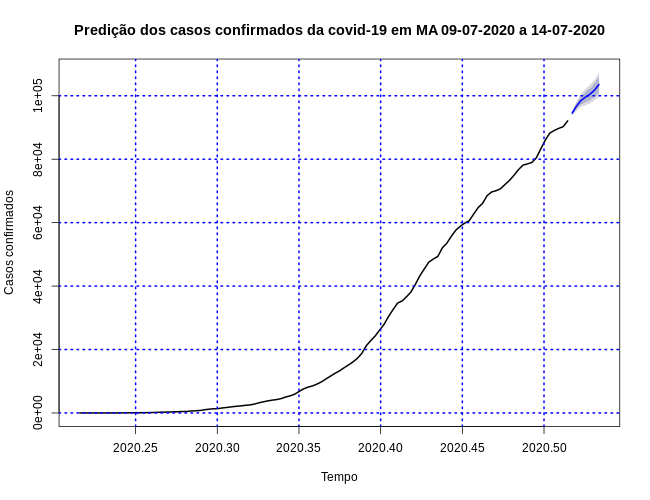 Predição dos casos confirmados da covid-19 em MA 09-07-2020 a 14-07-2020
Casos confirmados
1e+05
8e+04
6e+04
4e+04
2e+04
0e+00
2020.25 2020.30 2020.35 2020.40 2020.45 2020.50
Tempo